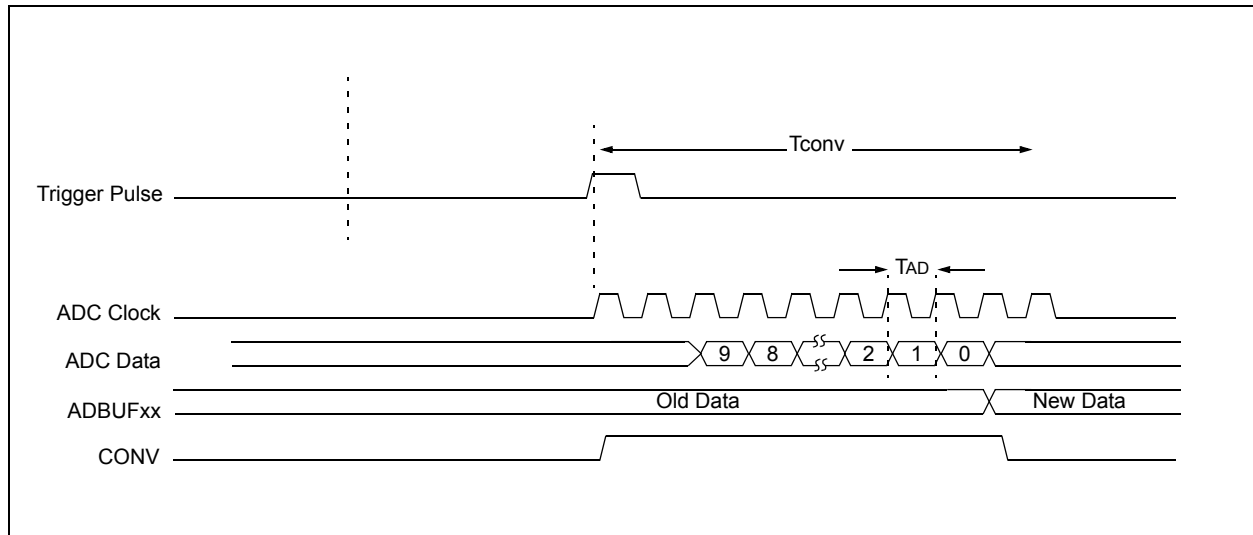 Tconv
Trigger Pulse
TAD
ADC Clock
ADC Data 9 8 2 1 0
ADBUFxx Old Data New Data
CONV